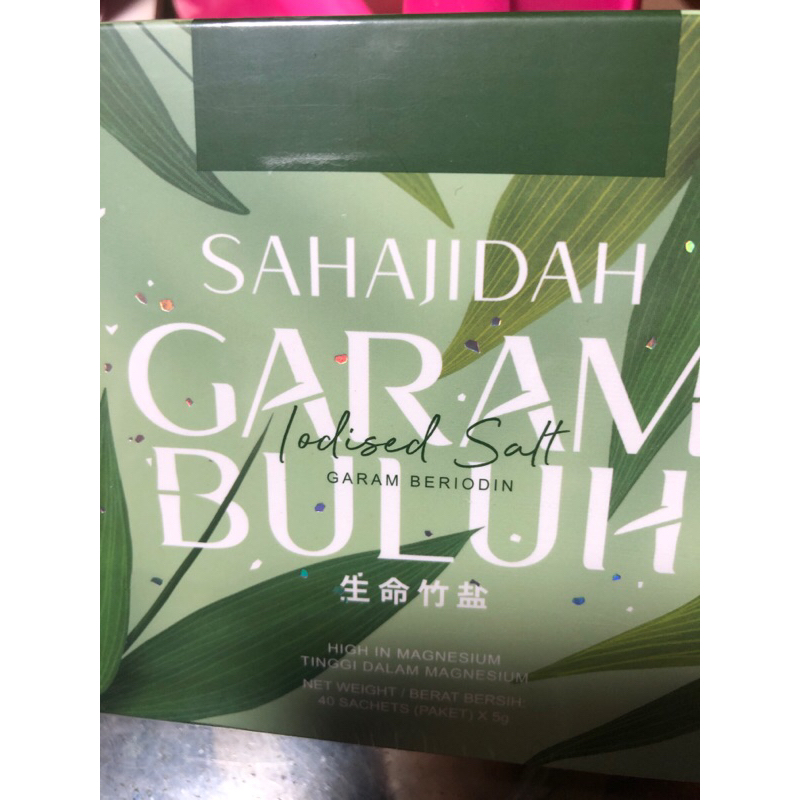 SAHAJIDAH
GARAM
Iodised Salt
GARAM BERIODIN
BULUH
生命竹盐
HIGH IN MAGNESIUM
TINGGI DALAM MAGNESIUM
NET WEIGHT / BERAT BERSIH:
40 SACHETS (PAKET) X 5g